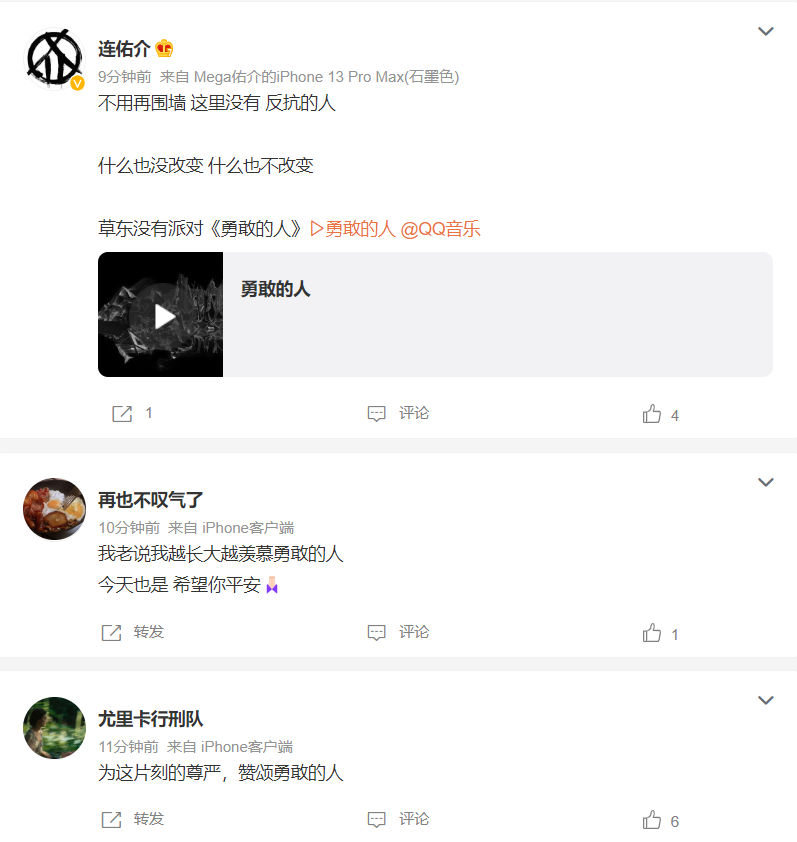 连佑介
9分钟前 来自 Mega佑介的iPhone 13 Pro Max(石墨色)
不用再围墙 这里没有 反抗的人
什么也没改变 什么也不改变
草东没有派对《勇敢的人》勇敢的人 @QQ音乐
勇敢的人
1 评论 4
再也不叹气了
10分钟前 来自 iPhone客户端
我老说我越长大越羡慕勇敢的人
今天也是 希望你平安
转发 评论 1
尤里卡行刑队
11分钟前 来自 iPhone客户端
为这片刻的尊严，赞颂勇敢的人
转发 评论 6